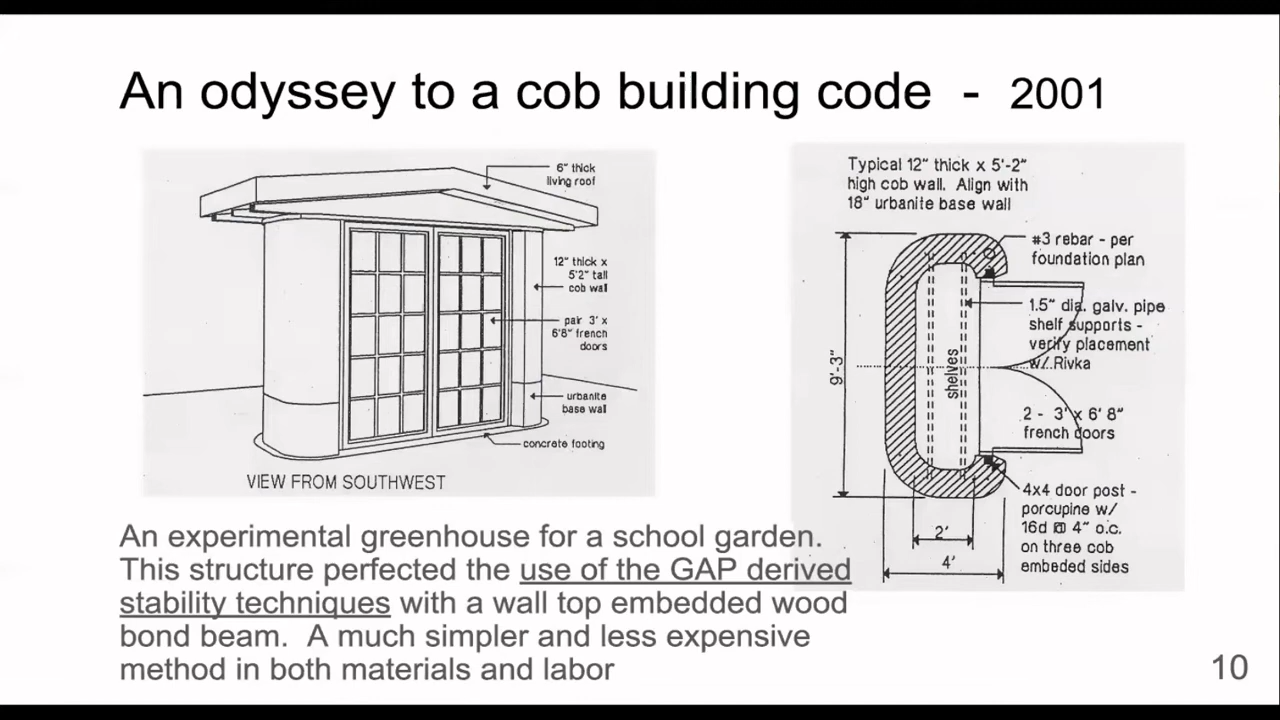 An odyssey to a cob building code - 2001
6" thick
living roof
12" thick x
5'2" tall
cob wall
pair 3' x
6'8" french
doors
urbanite
base wall
concrete footing
VIEW FROM SOUTHWEST
Typical 12" thick x 5'-2"
high cob wall. Align with
18" urbanite base wall
#3 rebar - per
foundation plan
1.5" dia. galv. pipe
shelf supports -
verify placement
w/ Rivka
9'-3"
shelves
2 - 3' x 6' 8"
french doors
4x4 door post -
porcupine w/
16d @ 4" o.c.
on three cob
embeded sides
2'
4'
An experimental greenhouse for a school garden.
This structure perfected the use of the GAP derived
stability techniques with a wall top embedded wood
bond beam. A much simpler and less expensive
method in both materials and labor
10